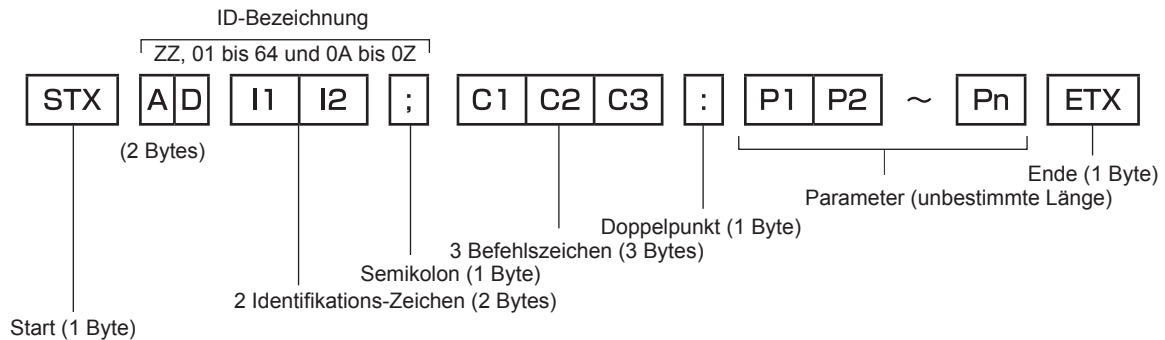 ID-Bezeichnung
ZZ, 01 bis 64 und 0A bis 0Z
STX A D I1 I2 ; C1 C2 C3 : P1 P2 ~ Pn ETX
(2 Bytes)
Ende (1 Byte)
Parameter (unbestimmte Länge)
Doppelpunkt (1 Byte)
3 Befehlszeichen (3 Bytes)
Semikolon (1 Byte)
2 Identifikations-Zeichen (2 Bytes)
Start (1 Byte)